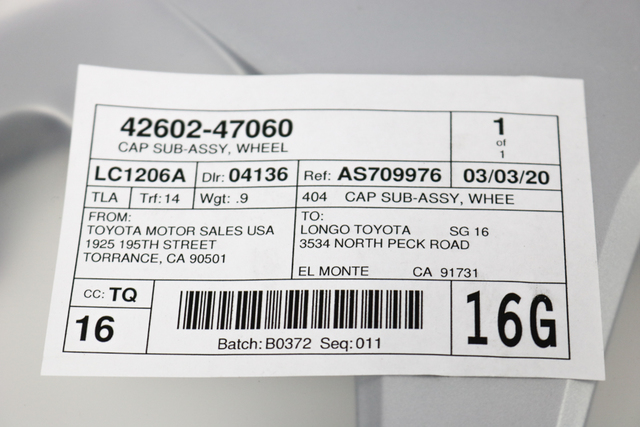 42602-47060
CAP SUB-ASSY, WHEEL
1
of
1
LC1206A Dlr: 04136 Ref: AS709976 03/03/20
TLA Trf: 14 Wgt: .9 404 CAP SUB-ASSY, WHEE
FROM:
TOYOTA MOTOR SALES USA
1925 195TH STREET
TORRANCE, CA 90501
TO:
LONGO TOYOTA SG 16
3534 NORTH PECK ROAD
EL MONTE CA 91731
CC: TQ
16
Batch: B0372 Seq: 011
16G